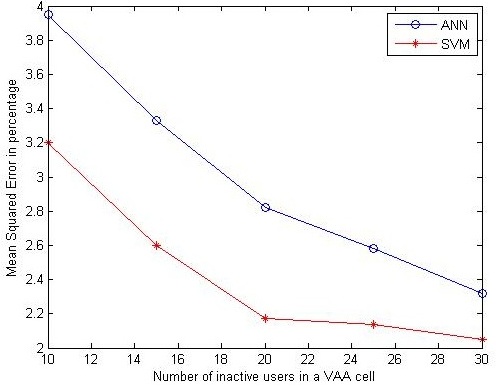 4
3.8
3.6
3.4
3.2
3
2.8
2.6
2.4
2.2
2
10 12 14 16 18 20 22 24 26 28 30
Mean Squared Error in percentage
Number of inactive users in a VAA cell
ANN
SVM